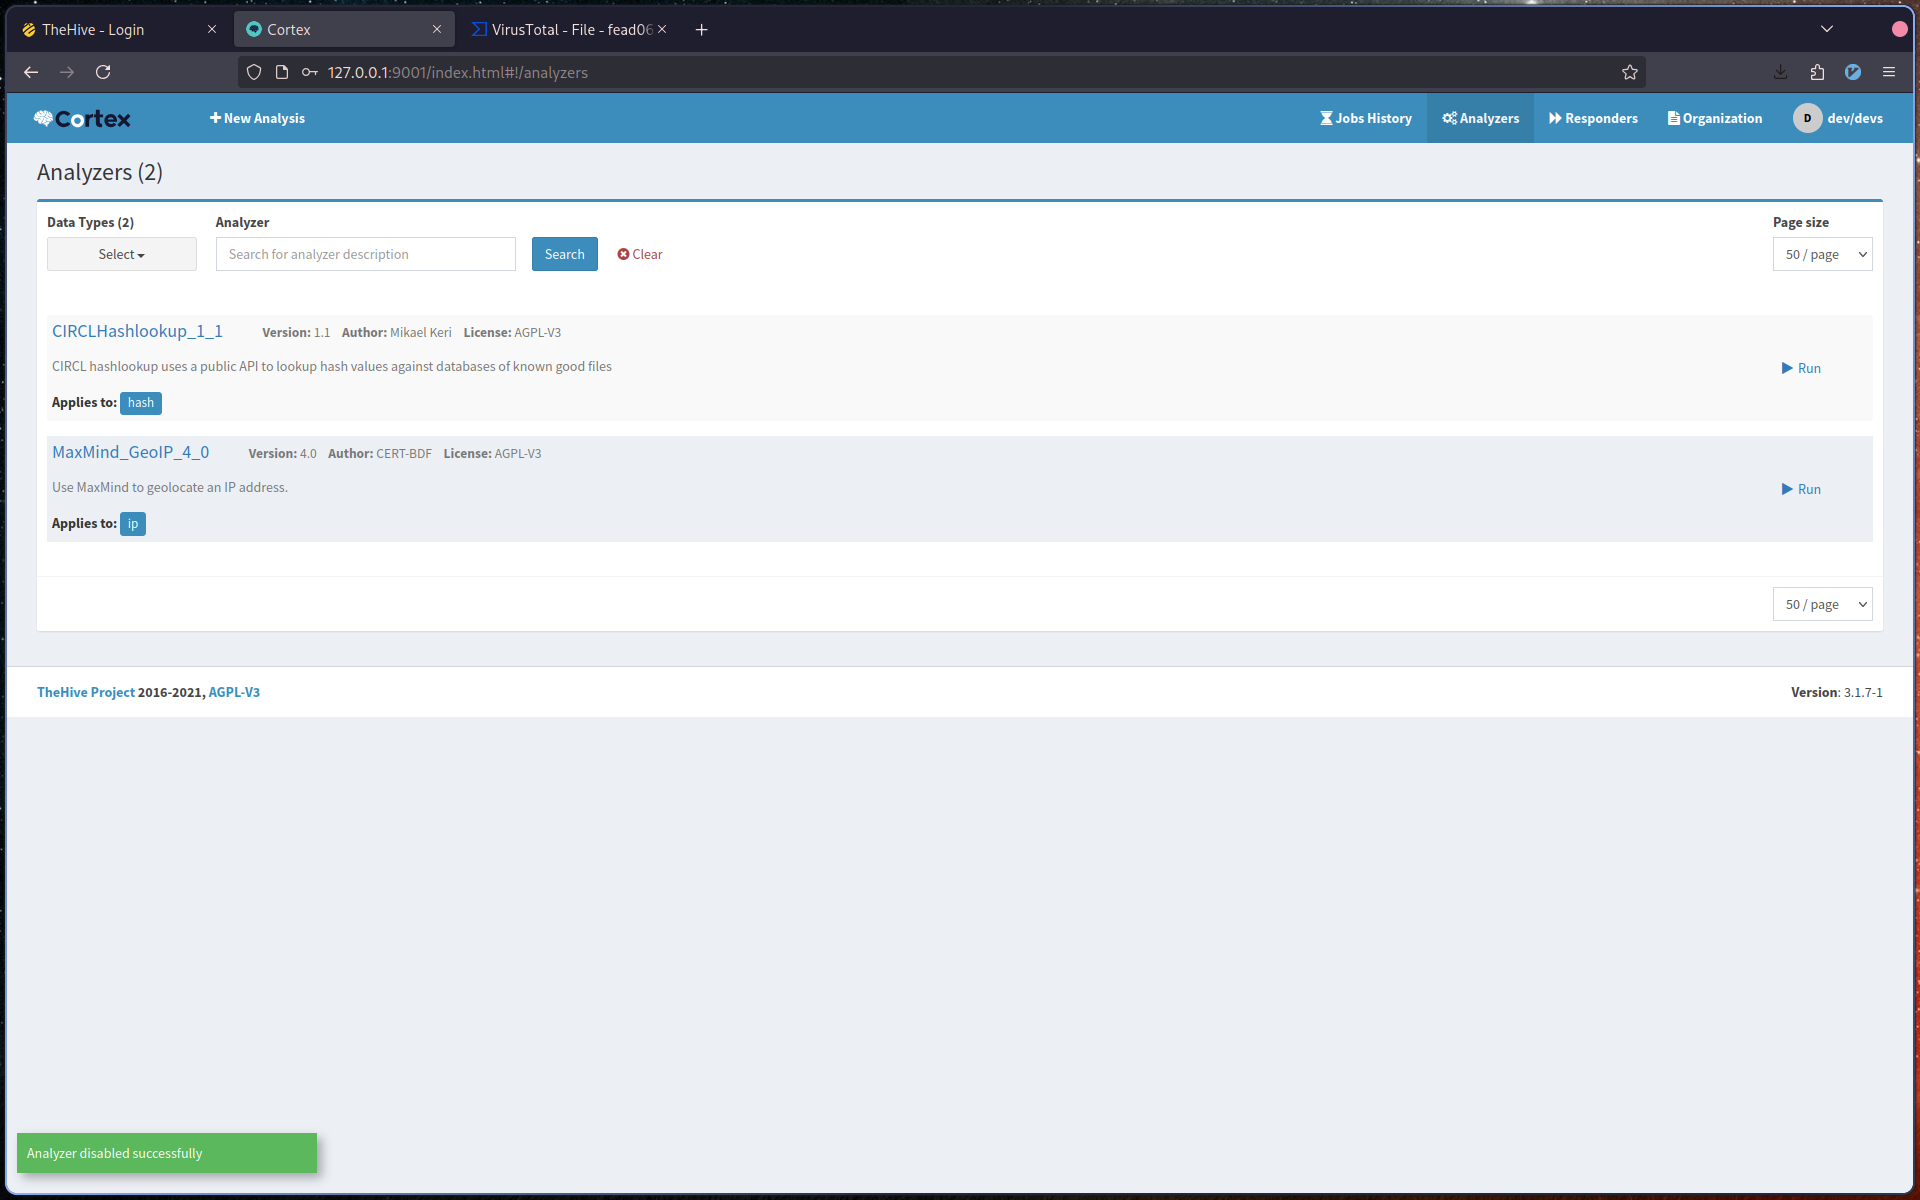 TheHive - Login
Cortex
VirusTotal - File - fead06
127.0.0.1:9001/index.html#!/analyzers
Cortex
New Analysis
Jobs History
Analyzers
Responders
Organization
D
dev/devs
Analyzers (2)
Data Types (2)
Analyzer
Page size
Select
Search for analyzer description
Search
Clear
50 / page
CIRCLHashlookup_1_1 Version: 1.1 Author: Mikael Keri License: AGPL-V3
CIRCL hashlookup uses a public API to lookup hash values against databases of known good files
Run
Applies to: hash
MaxMind_GeoIP_4_0 Version: 4.0 Author: CERT-BDF License: AGPL-V3
Use MaxMind to geolocate an IP address.
Run
Applies to: ip
50 / page
TheHive Project 2016-2021, AGPL-V3
Version: 3.1.7-1
Analyzer disabled successfully